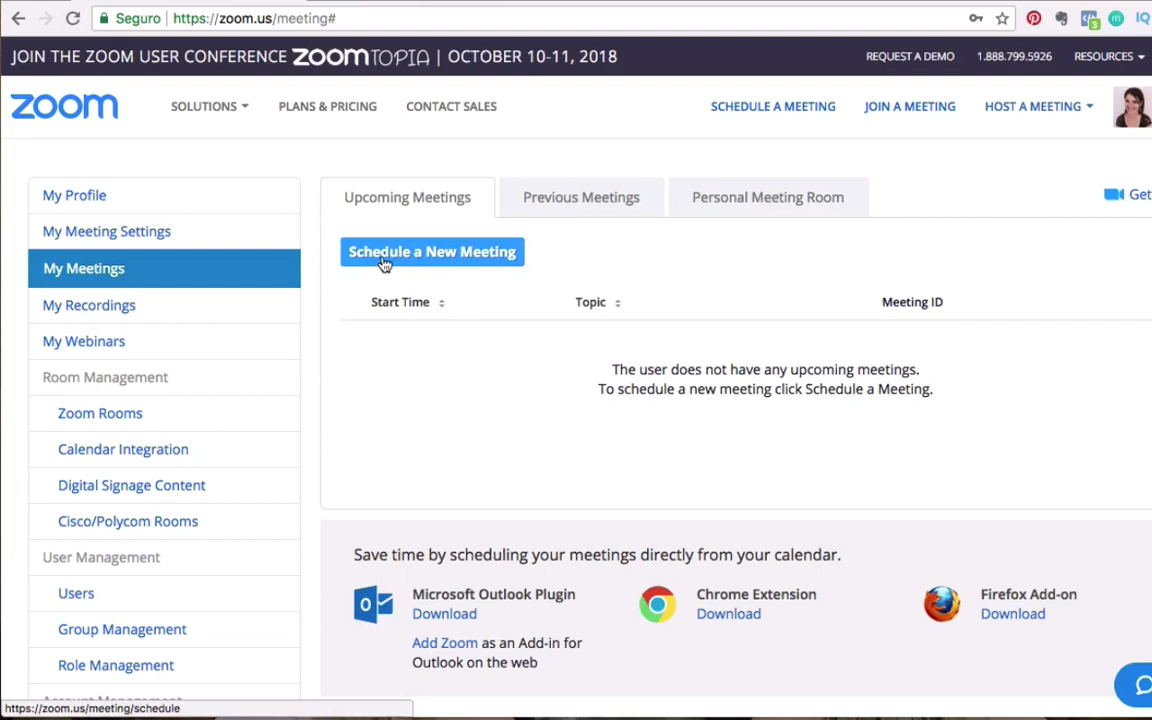 Seguro https://zoom.us/meeting#
3
IQ
JOIN THE ZOOM USER CONFERENCE ZOOMTOPIA | OCTOBER 10-11, 2018
REQUEST A DEMO 1.888.799.5926 RESOURCES
zoom SOLUTIONS PLANS & PRICING CONTACT SALES SCHEDULE A MEETING JOIN A MEETING HOST A MEETING
My Profile
My Meeting Settings
My Meetings
My Recordings
My Webinars
Room Management
Zoom Rooms
Calendar Integration
Digital Signage Content
Cisco/Polycom Rooms
User Management
Users
Group Management
Role Management
Account Management
Upcoming Meetings Previous Meetings Personal Meeting Room
Get
Schedule a New Meeting
Start Time Topic Meeting ID
The user does not have any upcoming meetings.
To schedule a new meeting click Schedule a Meeting.
Save time by scheduling your meetings directly from your calendar.
Microsoft Outlook Plugin
Download
Add Zoom as an Add-in for
Outlook on the web
Chrome Extension
Download
Firefox Add-on
Download
https://zoom.us/meeting/schedule